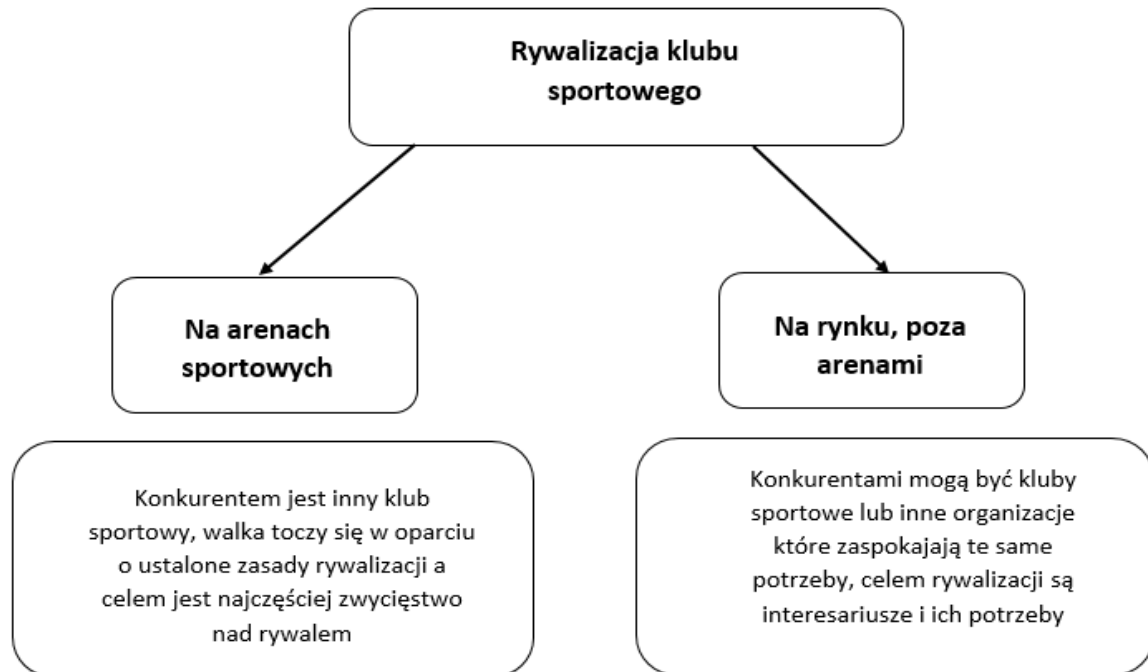 Rywalizacja klubu
sportowego
Na arenach
sportowych
Na rynku, poza
arenami
Konkurentem jest inny klub
sportowy, walka toczy się w oparciu
o ustalone zasady rywalizacji a
celem jest najczęściej zwycięstwo
nad rywalem
Konkurentami mogą być kluby
sportowe lub inne organizacje
które zaspokajają te same
potrzeby, celem rywalizacji są
interesariusze i ich potrzeby